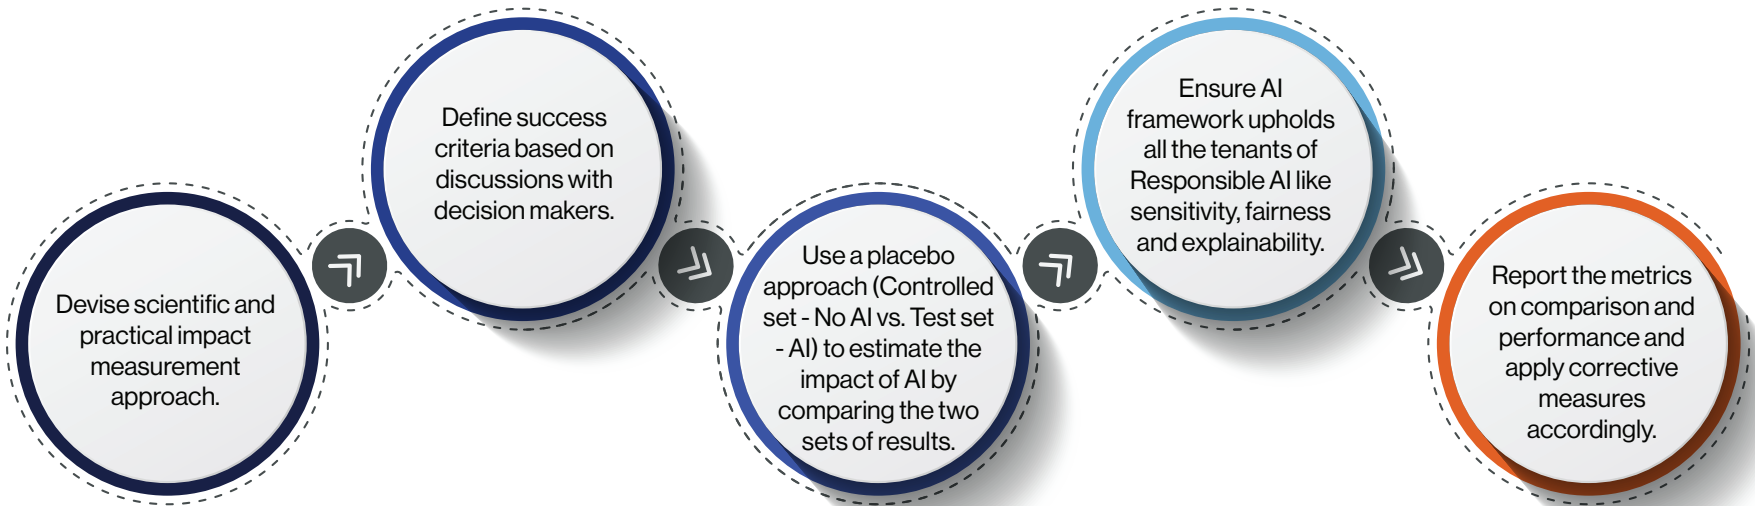 Devise scientific and
practical impact
measurement
approach.
Define success
criteria based on
discussions with
decision makers.
Use a placebo
approach (Controlled
set - No AI vs. Test set
- AI) to estimate the
impact of AI by
comparing the two
sets of results.
Ensure AI
framework upholds
all the tenants of
Responsible AI like
sensitivity, fairness
and explainability.
Report the metrics
on comparison and
performance and
apply corrective
measures
accordingly.